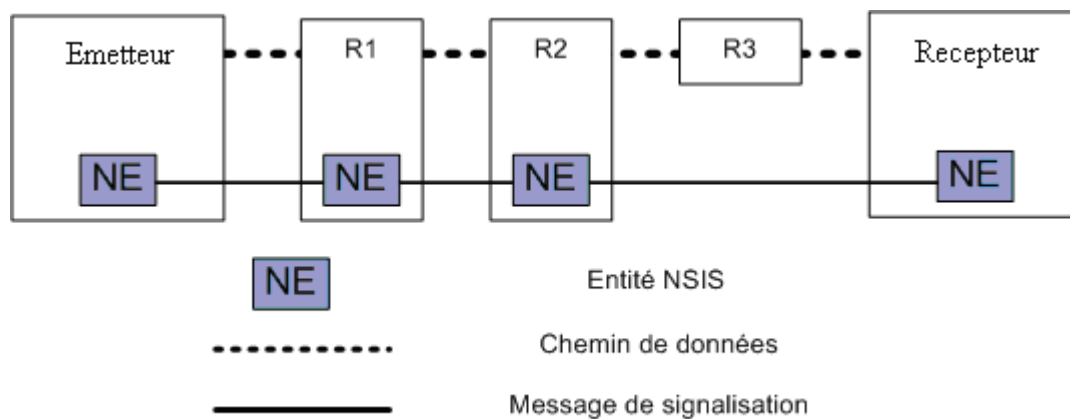 Emetteur
R1
R2
R3
Recepteur
NE
NE
NE
NE
NE
Entité NSIS
Chemin de données
Message de signalisation